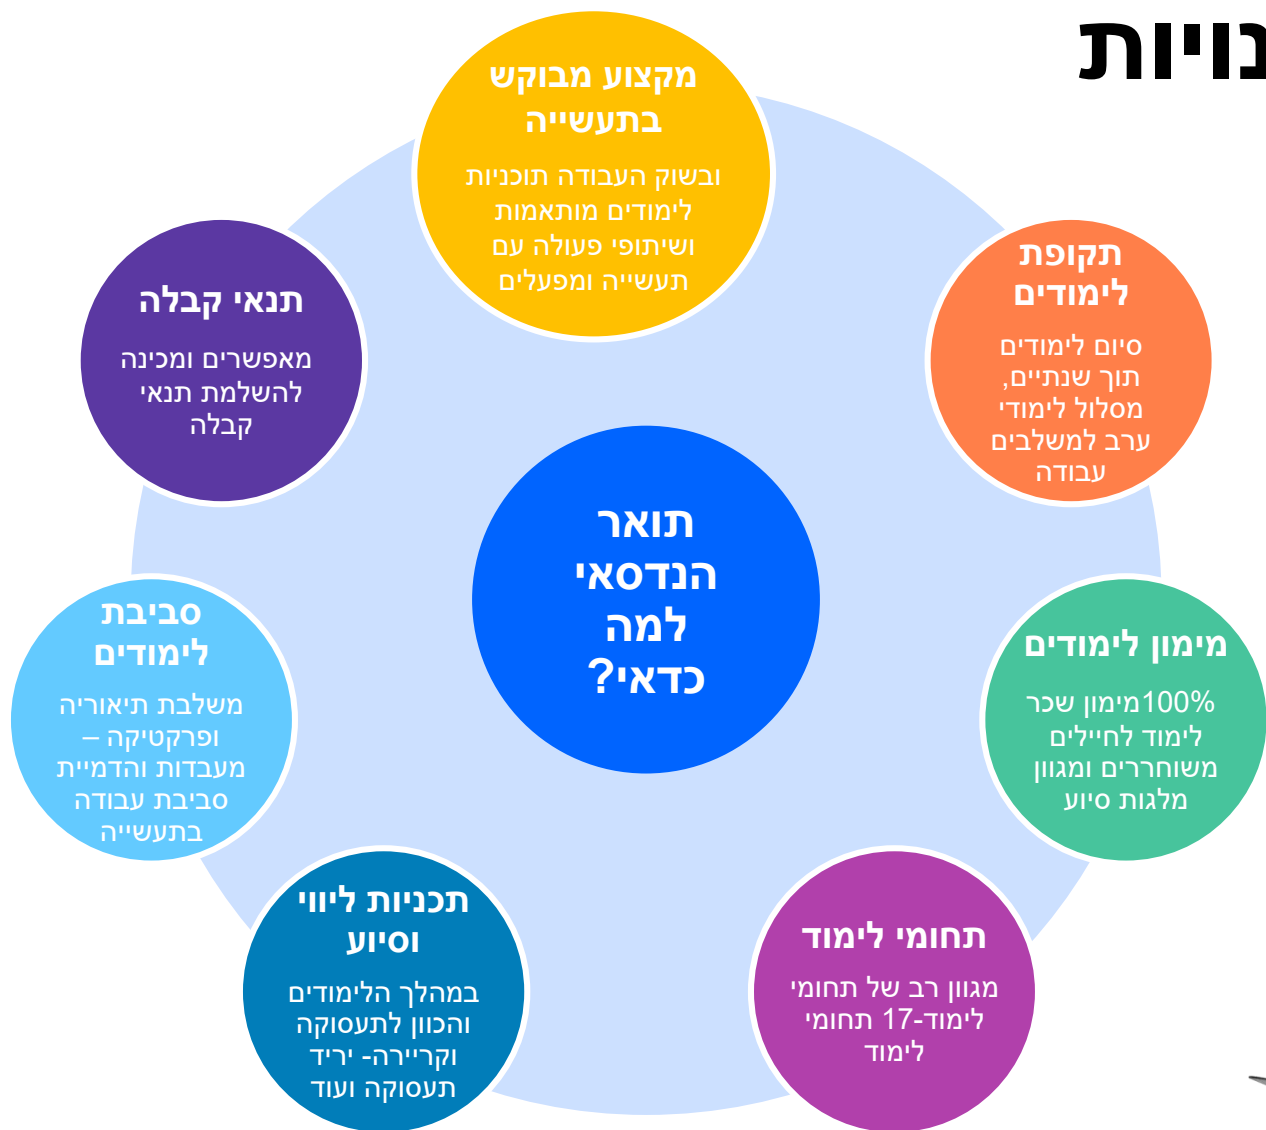 מקצוע מבוקש
בתעשייה
ובשוק העבודה תוכניות
לימודים מותאמות
ושיתופי פעולה עם
תעשייה ומפעלים
תקופת
לימודים
סיום לימודים
תוך שנתיים,
מסלול לימודי
ערב למשלבים
עבודה
מימון לימודים
100%מימון שכר
לימוד לחיילים
משוחררים ומגוון
מלגות סיוע
תחומי לימוד
מגוון רב של תחומי
לימוד-17 תחומי
לימוד
תכניות ליווי
וסיוע
במהלך הלימודים
והכוון לתעסוקה
וקריירה- יריד
תעסוקה ועוד
סביבת
לימודים
משלבת תיאוריה
ופרקטיקה –
מעבדות והדמיית
סביבת עבודה
בתעשייה
תנאי קבלה
מאפשרים ומכינה
להשלמת תנאי
קבלה
תואר
הנדסאי
למה
כדאי?